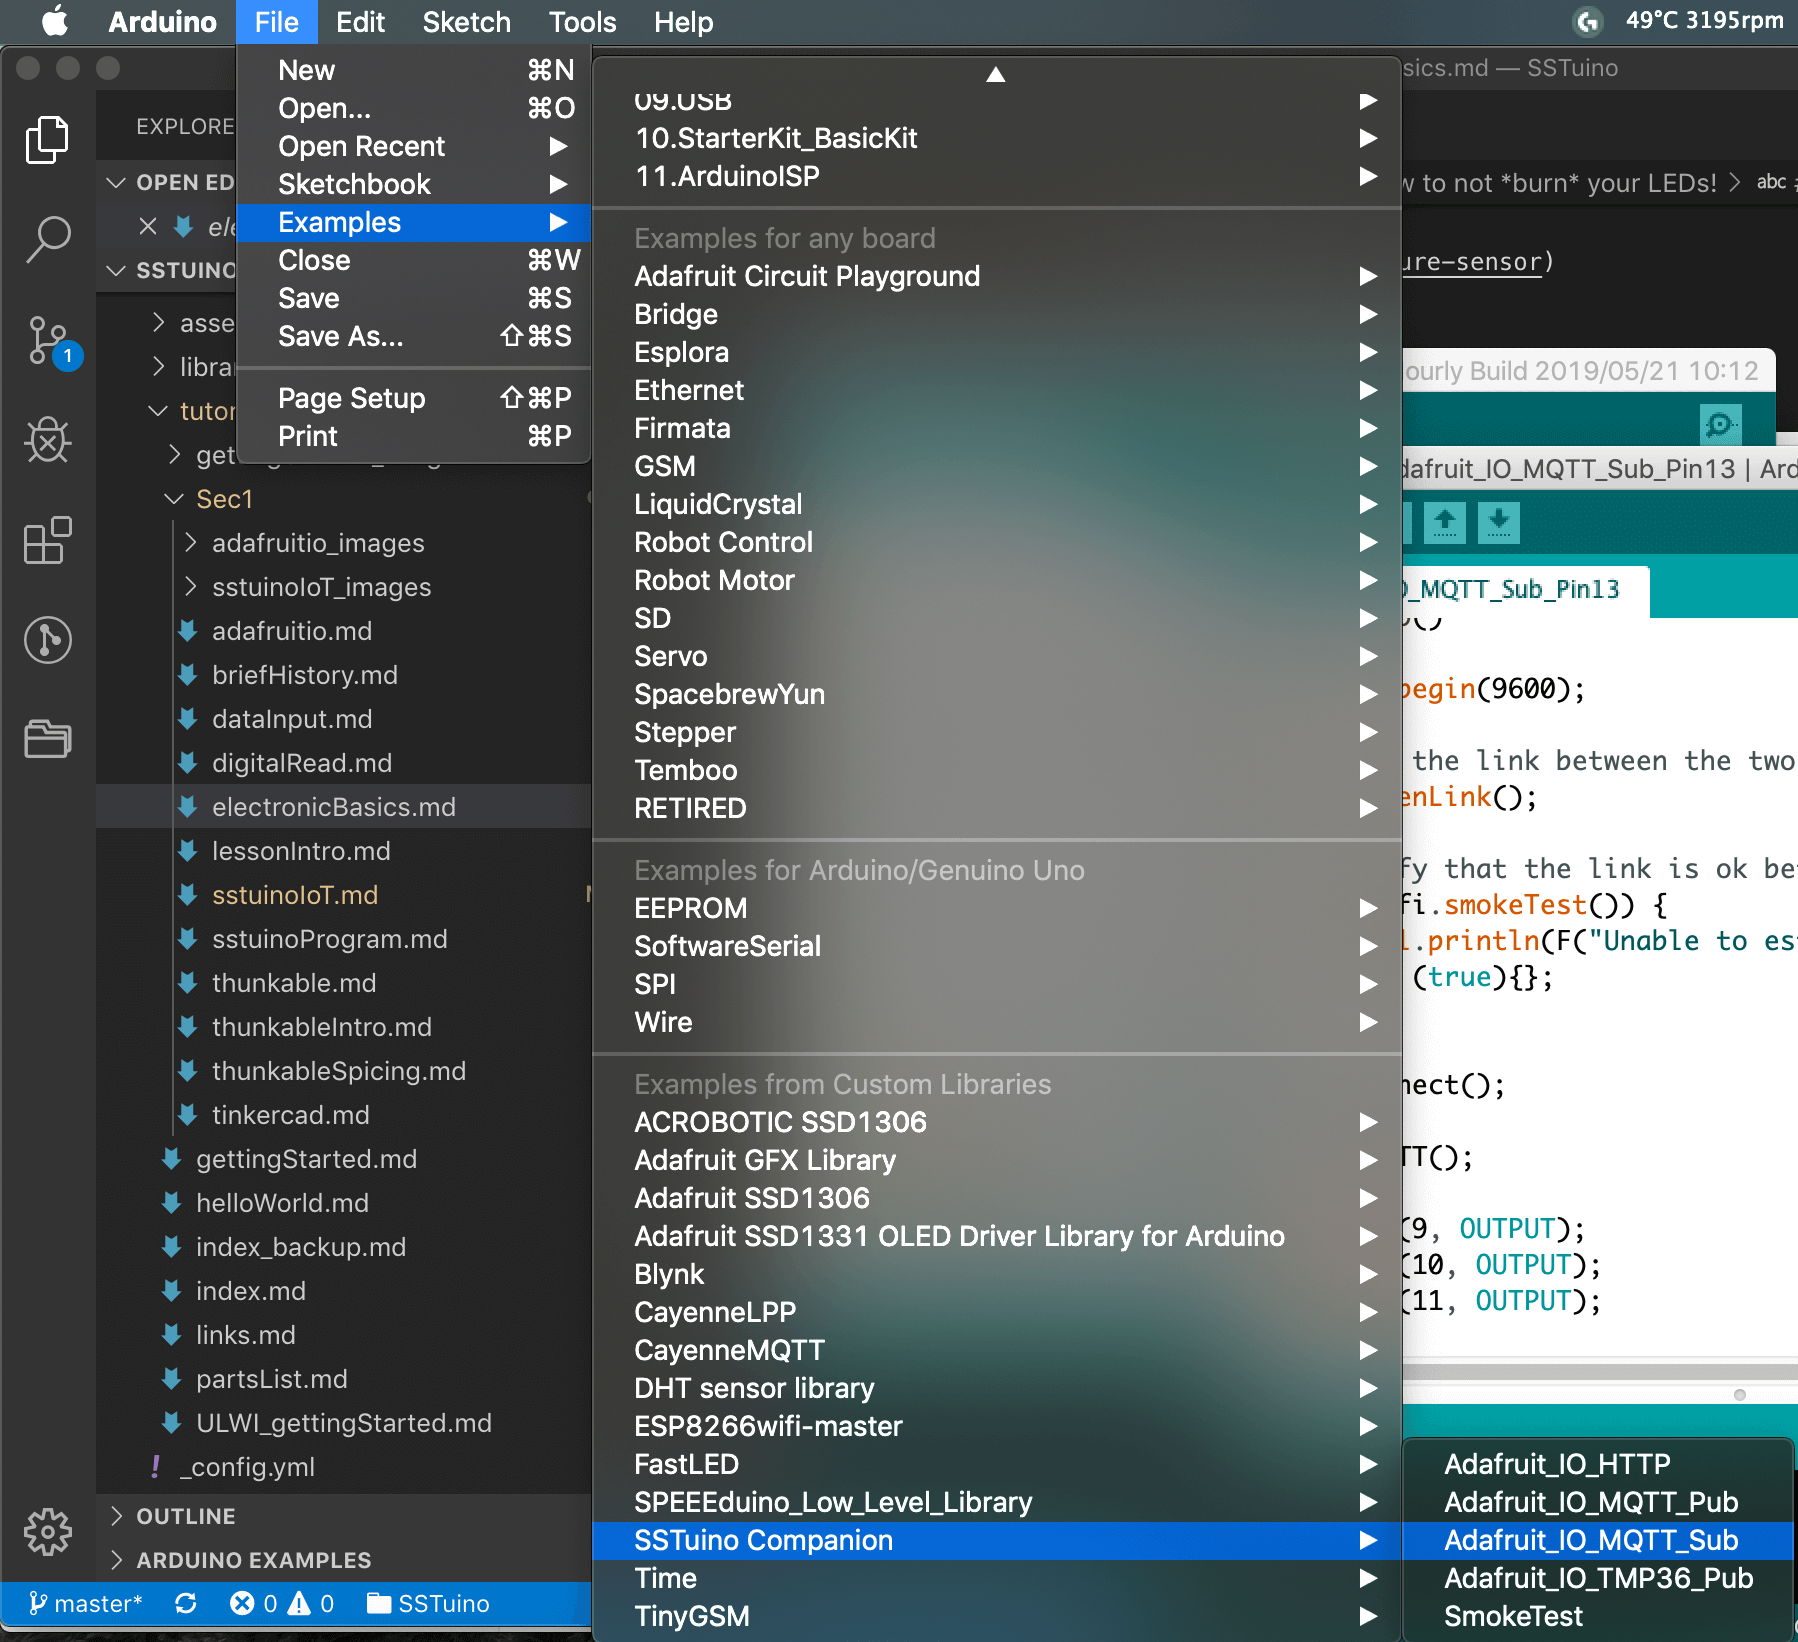 Arduino File Edit Sketch Tools Help 49°C 3195rpm
New ⌘N
Open... ⌘O
Open Recent
Sketchbook
Examples
Close ⌘W
Save ⌘S
Save As... ⇧⌘S
Page Setup ⇧⌘P
Print ⌘P
OPEN ED
SSTUINO
1
Sec1
adafruitio_images
sstuinoIoT_images
adafruitio.md
briefHistory.md
dataInput.md
digitalRead.md
electronicBasics.md
lessonIntro.md
sstuinoIoT.md
sstuinoProgram.md
thunkable.md
thunkableIntro.md
thunkableSpicing.md
tinkercad.md
gettingStarted.md
helloWorld.md
index_backup.md
index.md
links.md
partsList.md
ULWI_gettingStarted.md
_config.yml
OUTLINE
ARDUINO EXAMPLES
master* 0 0 SSTuino
09.USB
10.StarterKit_BasicKit
11.ArduinoISP
Examples for any board
Adafruit Circuit Playground
Bridge
Esplora
Ethernet
Firmata
GSM
LiquidCrystal
Robot Control
Robot Motor
SD
Servo
SpacebrewYun
Stepper
Temboo
RETIRED
Examples for Arduino/Genuino Uno
EEPROM
SoftwareSerial
SPI
Wire
Examples from Custom Libraries
ACROBOTIC SSD1306
Adafruit GFX Library
Adafruit SSD1306
Adafruit SSD1331 OLED Driver Library for Arduino
Blynk
CayenneLPP
CayenneMQTT
DHT sensor library
ESP8266wifi-master
FastLED
SPEEEduino_Low_Level_Library
SSTuino Companion
Time
TinyGSM
Adafruit_IO_HTTP
Adafruit_IO_MQTT_Pub
Adafruit_IO_MQTT_Sub
Adafruit_IO_TMP36_Pub
SmokeTest
sics.md — SSTuino
w to not *burn* your LEDs! > abc
ure-sensor)
ourly Build 2019/05/21 10:12
dafruit_IO_MQTT_Sub_Pin13 | Ard
O_MQTT_Sub_Pin13
begin(9600);
the link between the two
enLink();
fy that the link is ok be
fi.smokeTest()) {
l.println(F("Unable to es
(true){};
nect();
TT();
(9, OUTPUT);
(10, OUTPUT);
(11, OUTPUT);